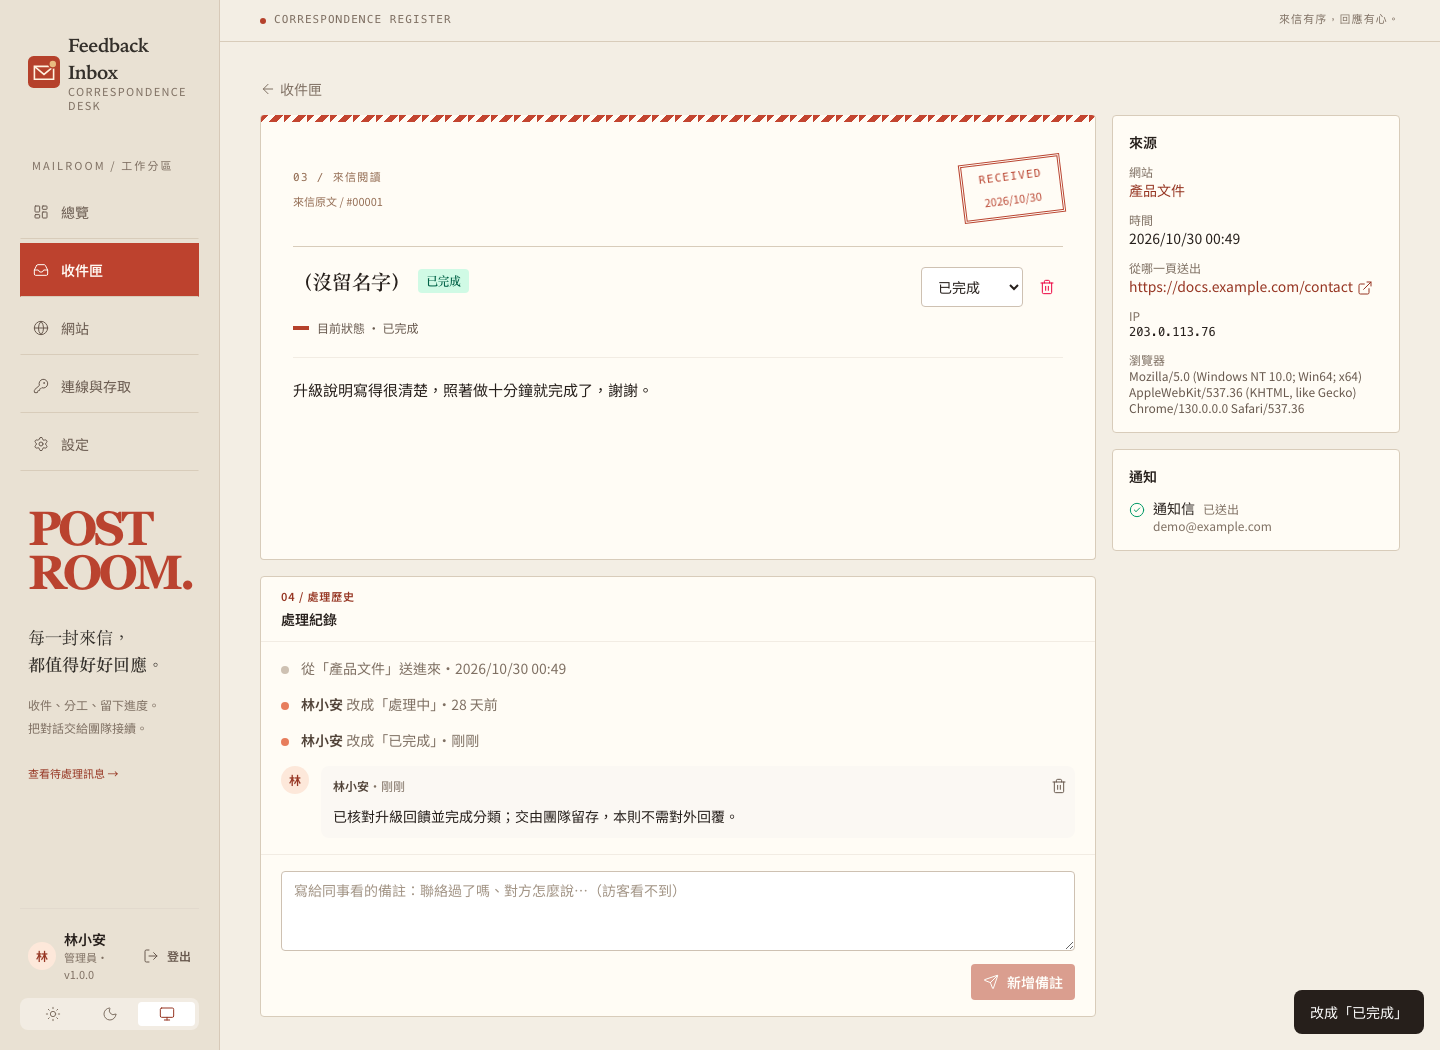 Feedback
Inbox
CORRESPONDENCE
DESK
MAILROOM / 工作分區
總覽
收件匣
網站
連線與存取
設定
POST
ROOM.
每一封來信，
都值得好好回應。
收件、分工、留下進度。
把對話交給團隊接續。
查看待處理訊息 →
林
林小安
管理員・
v1.0.0
登出
CORRESPONDENCE REGISTER
來信有序，回應有心。
← 收件匣
03 / 來信閱讀
來信原文 / #00001
RECEIVED
2026/10/30
（沒留名字）
已完成
已完成
目前狀態・已完成
升級說明寫得很清楚，照著做十分鐘就完成了，謝謝。
04 / 處理歷史
處理紀錄
從「產品文件」送進來・2026/10/30 00:49
林小安 改成「處理中」・28 天前
林小安 改成「已完成」・剛剛
林
林小安・剛剛
已核對升級回饋並完成分類；交由團隊留存，本則不需對外回覆。
寫給同事看的備註：聯絡過了嗎、對方怎麼說…（訪客看不到）
新增備註
來源
網站
產品文件
時間
2026/10/30 00:49
從哪一頁送出
https://docs.example.com/contact
IP
203.0.113.76
瀏覽器
Mozilla/5.0 (Windows NT 10.0; Win64; x64)
AppleWebKit/537.36 (KHTML, like Gecko)
Chrome/130.0.0.0 Safari/537.36
通知
通知信 已送出
demo@example.com
改成「已完成」